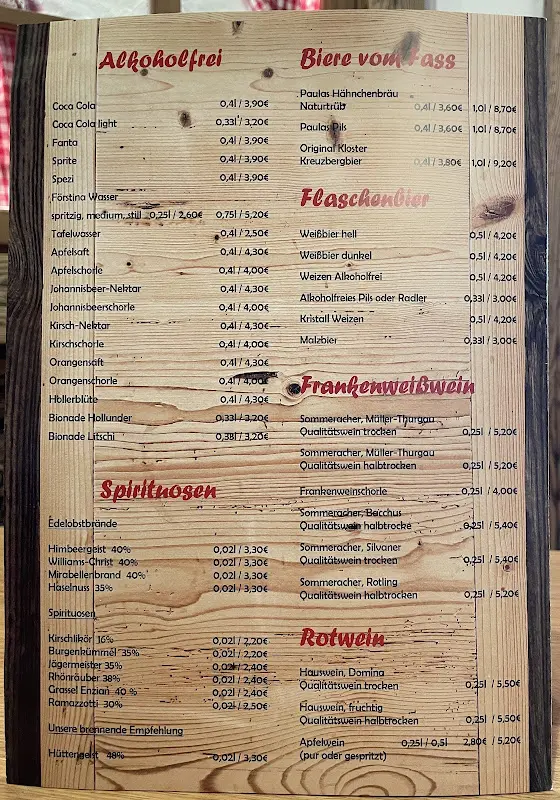 Alkoholfrei
Coca Cola 0,4l / 3,90€
Coca Cola light 0,33l / 3,20€
Fanta 0,4l / 3,90€
Sprite 0,4l / 3,90€
Spezi 0,4l / 3,90€
Förstina Wasser
spritzig, medium, still 0,25l / 2,60€ 0,75l / 5,20€
Tafelwasser 0,4l / 2,50€
Apfelsaft 0,4l / 4,30€
Apfelschorle 0,4l / 4,00€
Johannisbeer-Nektar 0,4l / 4,30€
Johannisbeerschorle 0,4l / 4,00€
Kirsch-Nektar 0,4l / 4,30€
Kirschschorle 0,4l / 4,00€
Orangensaft 0,4l / 4,30€
Orangenschorle 0,4l / 4,00€
Hollerblüte 0,4l / 4,30€
Bionade Hollunder 0,33l / 3,20€
Bionade Litschi 0,38l / 3,20€
Spirituosen
Edelobstbrände
Himbeergeist 40% 0,02l / 3,30€
Williams-Christ 40% 0,02l / 3,30€
Mirabellenbrand 40% 0,02l / 3,30€
Haselnuss 35% 0,02l / 3,30€
Spirituosen
Kirschlikör 16% 0,02l / 2,20€
Burgenkümmel 35% 0,02l / 2,20€
Jägermeister 35% 0,02l / 2,40€
Rhönräuber 38% 0,02l / 2,40€
Grassel Enzian 40 % 0,02l / 2,40€
Ramazzotti 30% 0,02l / 2,50€
Unsere brennende Empfehlung
Hüttengeist 48% 0,02l / 3,30€
Biere vom Fass
Paulas Hähnchenbräu
Naturtrüb 0,4l / 3,60€ 1,0l / 8,70€
Paulas Pils 0,4l / 3,60€ 1,0l / 8,70€
Original Kloster
Kreuzbergbier 0,4l / 3,80€ 1,0l / 9,20€
Flaschenbier
Weißbier hell 0,5l / 4,20€
Weißbier dunkel 0,5l / 4,20€
Weizen Alkoholfrei 0,5l / 4,20€
Alkoholfreies Pils oder Radler 0,33l / 3,00€
Kristall Weizen 0,5l / 4,20€
Malzbier 0,33l / 3,00€
Frankenweißwein
Sommeracher, Müller-Thurgau
Qualitätswein trocken 0,25l / 5,20€
Sommeracher, Müller-Thurgau
Qualitätswein halbtrocken 0,25l / 5,20€
Frankenweinschorle 0,25l / 4,00€
Sommeracher, Bacchus
Qualitätswein halbtrocke 0,25l / 5,40€
Sommeracher, Silvaner
Qualitätswein trocken 0,25l / 5,40€
Sommeracher, Rotling
Qualitätswein halbtrocken 0,25l / 5,20€
Rotwein
Hauswein, Domina
Qualitätswein trocken 0,25l / 5,50€
Hauswein, fruchtig
Qualitätswein halbtrocken 0,25l / 5,50€
Apfelwein 0,25l / 0,5l 2,80€ / 5,20€
(pur oder gespritzt)